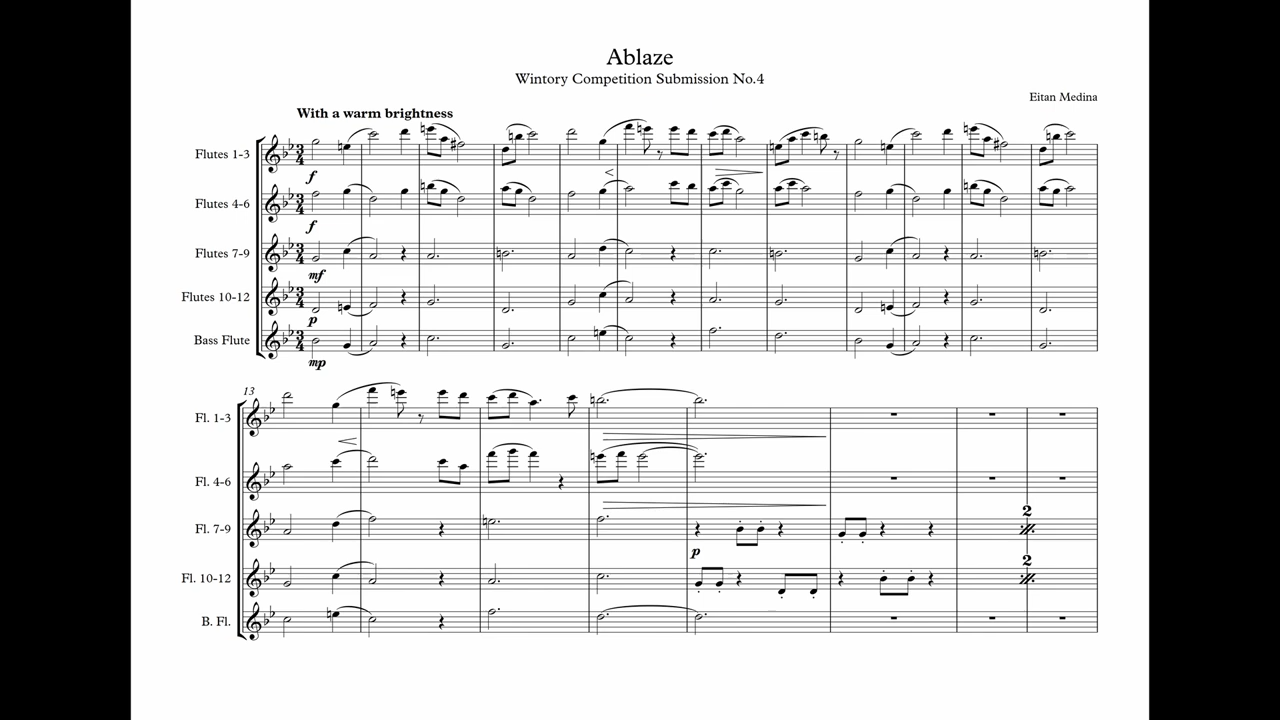 Ablaze
Wintory Competition Submission No.4
Eitan Medina
With a warm brightness
Flutes 1-3
f
Flutes 4-6
f
Flutes 7-9
mf
Flutes 10-12
p
Bass Flute
mp
13
Fl. 1-3
Fl. 4-6
2
Fl. 7-9
p
2
Fl. 10-12
B. Fl.